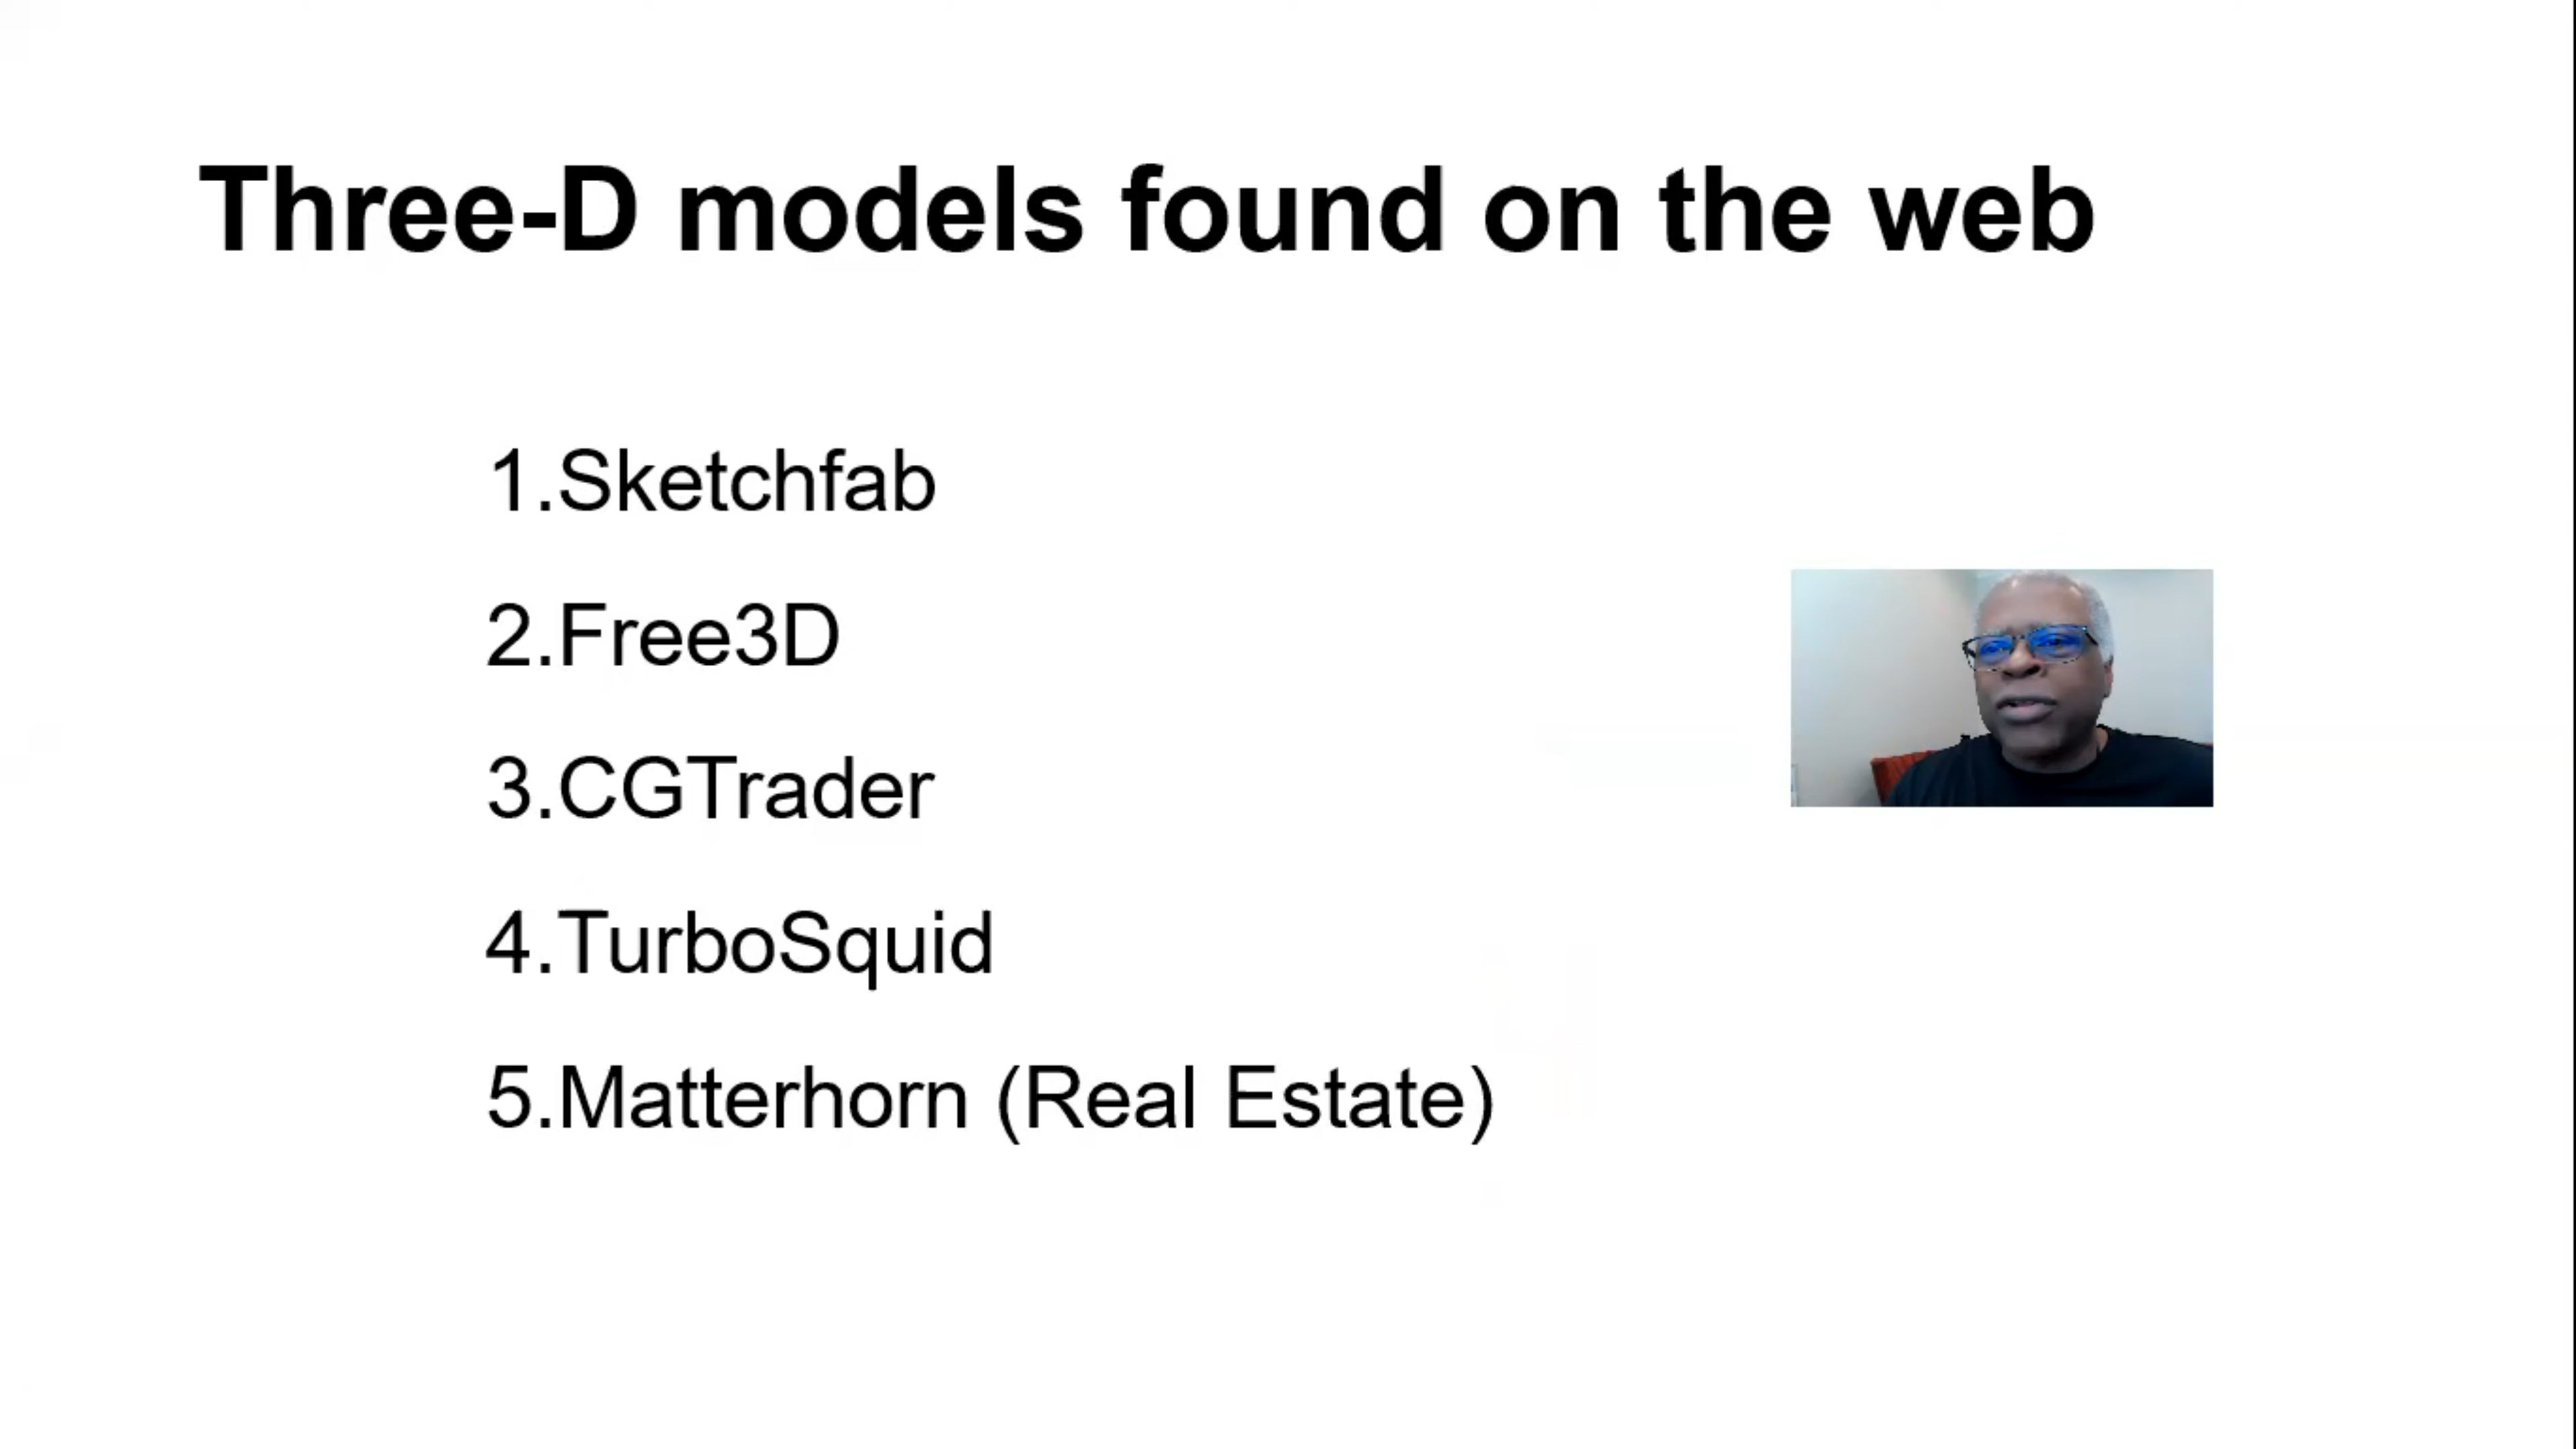 Three-D models found on the web
1.Sketchfab
2.Free3D
3.CGTrader
4.TurboSquid
5.Matterhorn (Real Estate)